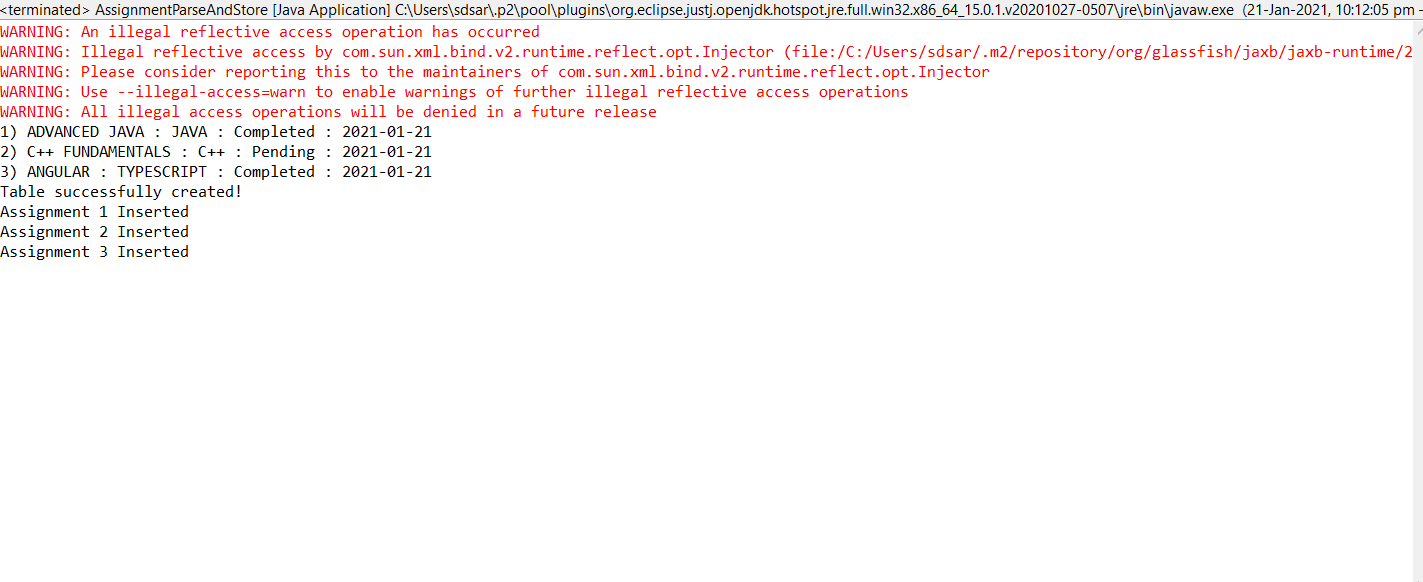 <terminated> AssignmentParseAndStore [Java Application] C:\Users\sdsar\.p2\pool\plugins\org.eclipse.justj.openjdk.hotspot.jre.full.win32.x86_64_15.0.1.v20201027-0507\jre\bin\javaw.exe (21-Jan-2021, 10:12:05 pm –
WARNING: An illegal reflective access operation has occurred
WARNING: Illegal reflective access by com.sun.xml.bind.v2.runtime.reflect.opt.Injector (file:/C:/Users/sdsar/.m2/repository/org/glassfish/jaxb/jaxb-runtime/2
WARNING: Please consider reporting this to the maintainers of com.sun.xml.bind.v2.runtime.reflect.opt.Injector
WARNING: Use --illegal-access=warn to enable warnings of further illegal reflective access operations
WARNING: All illegal access operations will be denied in a future release
1) ADVANCED JAVA : JAVA : Completed : 2021-01-21
2) C++ FUNDAMENTALS : C++ : Pending : 2021-01-21
3) ANGULAR : TYPESCRIPT : Completed : 2021-01-21
Table successfully created!
Assignment 1 Inserted
Assignment 2 Inserted
Assignment 3 Inserted